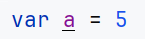 var a = 5